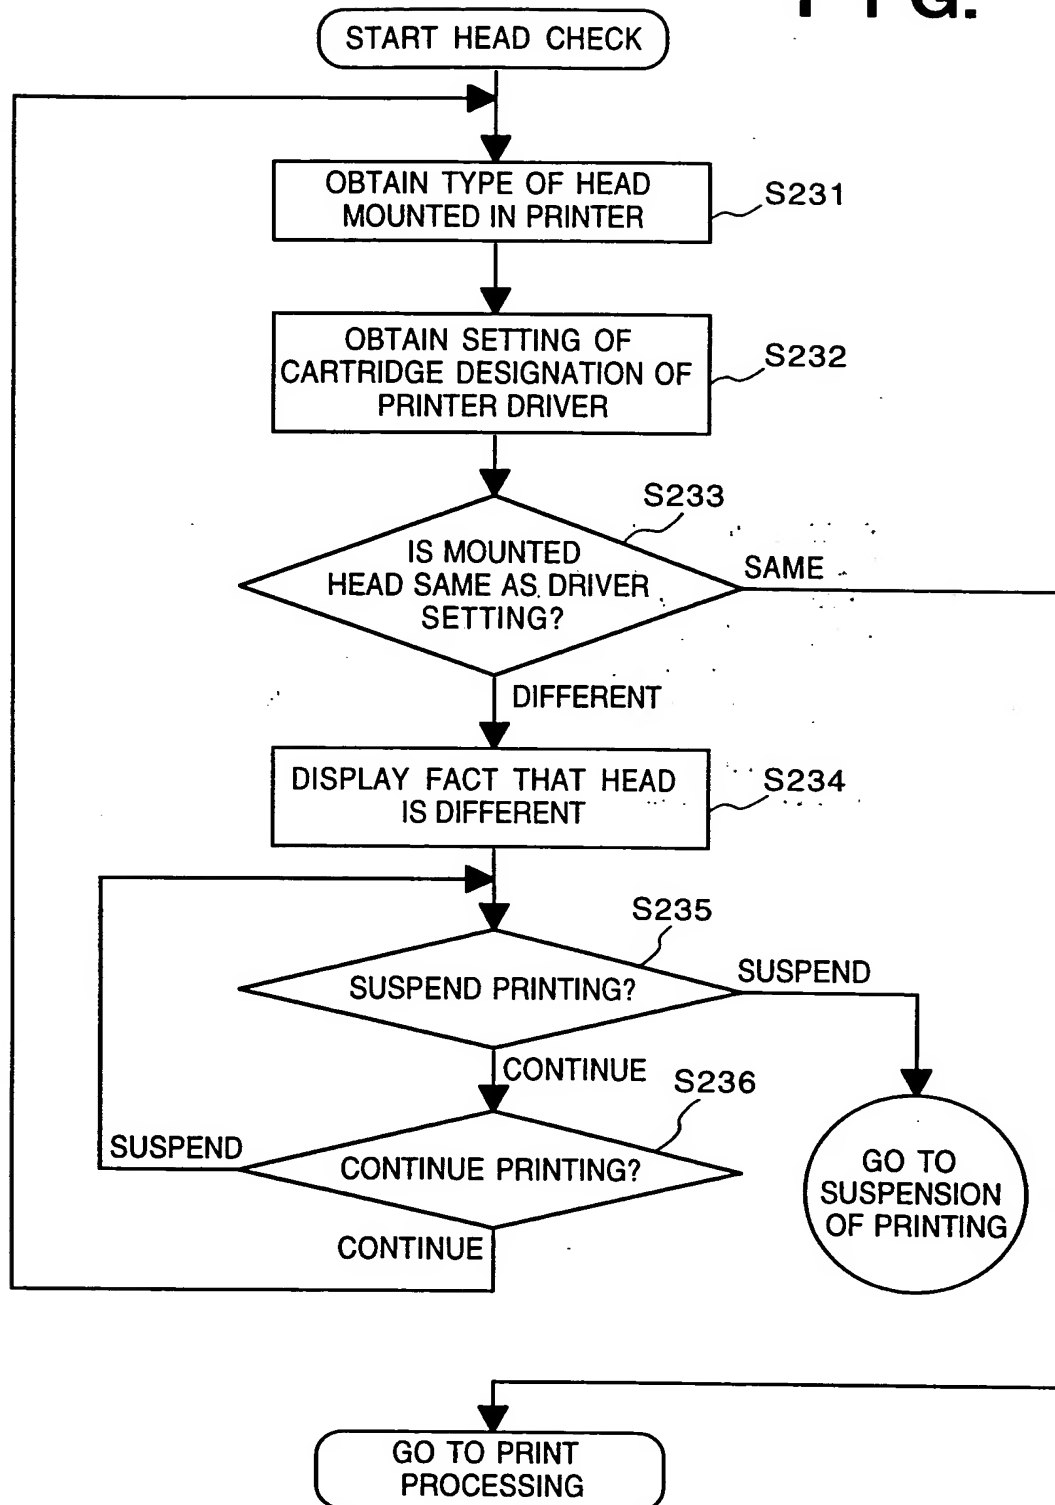 FIG.
START HEAD CHECK
OBTAIN TYPE OF HEAD
MOUNTED IN PRINTER
S231
OBTAIN SETTING OF
CARTRIDGE DESIGNATION OF
PRINTER DRIVER
S232
S233
IS MOUNTED
HEAD SAME AS DRIVER
SETTING?
SAME
DIFFERENT
DISPLAY FACT THAT HEAD
IS DIFFERENT
S234
S235
SUSPEND PRINTING?
SUSPEND
CONTINUE
S236
SUSPEND
CONTINUE PRINTING?
CONTINUE
GO TO
SUSPENSION
OF PRINTING
GO TO PRINT
PROCESSING